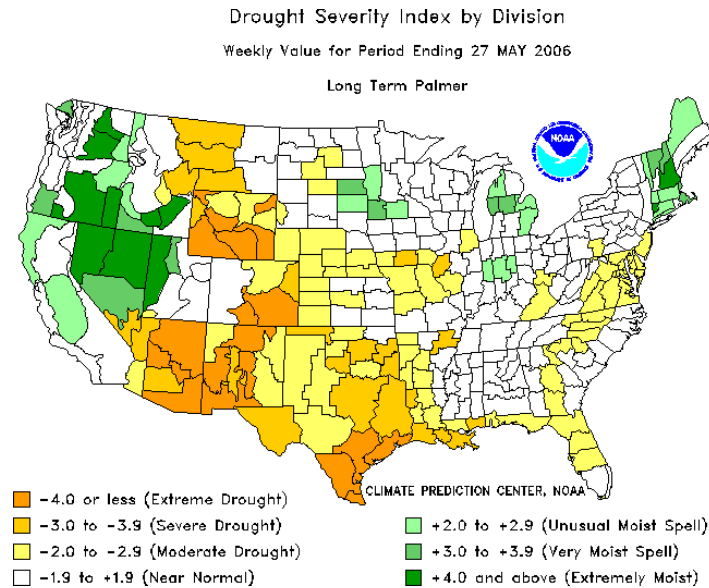 Drought Severity Index by Division
Weekly Value for Period Ending 27 MAY 2006
Long Term Palmer
NOAA
CLIMATE PREDICTION CENTER, NOAA
-4.0 or less (Extreme Drought)
-3.0 to -3.9 (Severe Drought)
-2.0 to -2.9 (Moderate Drought)
-1.9 to +1.9 (Near Normal)
+2.0 to +2.9 (Unusual Moist Spell)
+3.0 to +3.9 (Very Moist Spell)
+4.0 and above (Extremely Moist)